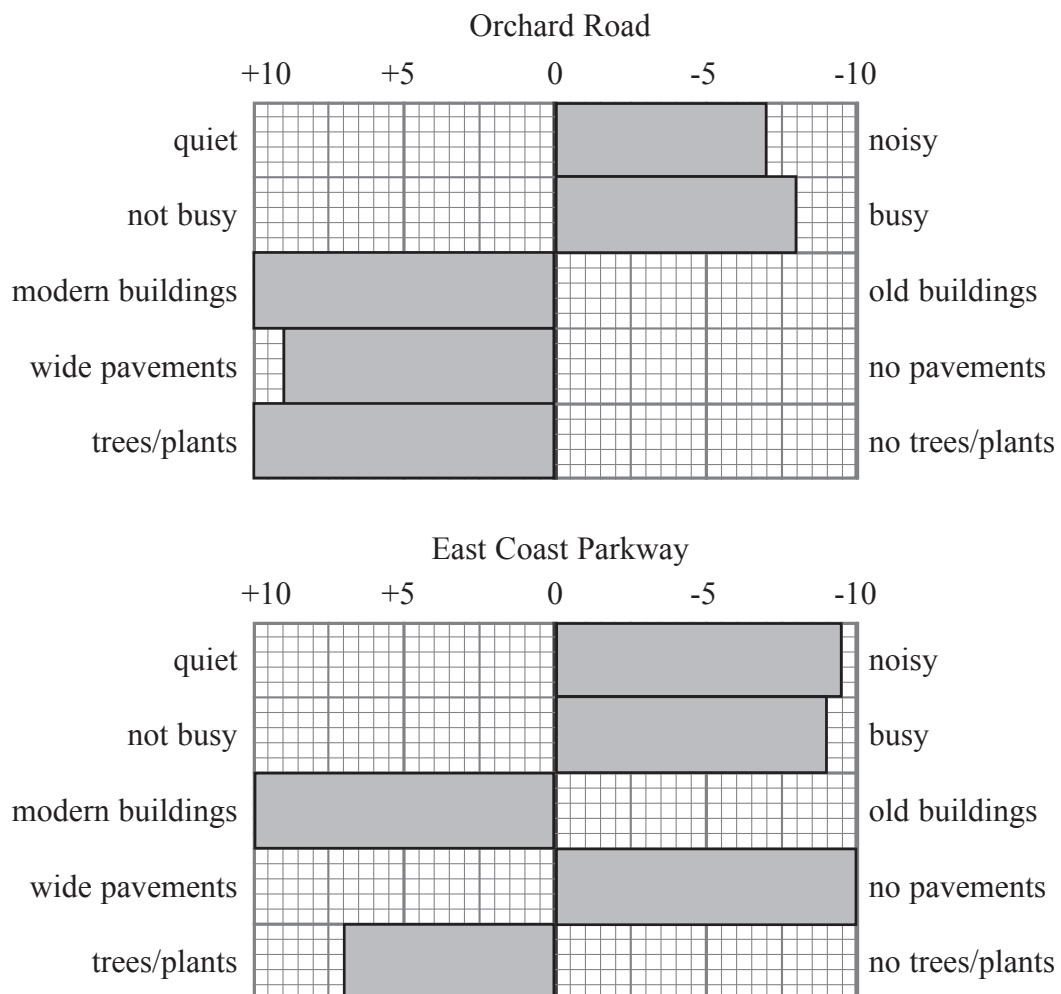 Orchard Road
+10 +5 0 -5 -10
quiet noisy
not busy busy
modern buildings old buildings
wide pavements no pavements
trees/plants no trees/plants
East Coast Parkway
+10 +5 0 -5 -10
quiet noisy
not busy busy
modern buildings old buildings
wide pavements no pavements
trees/plants no trees/plants